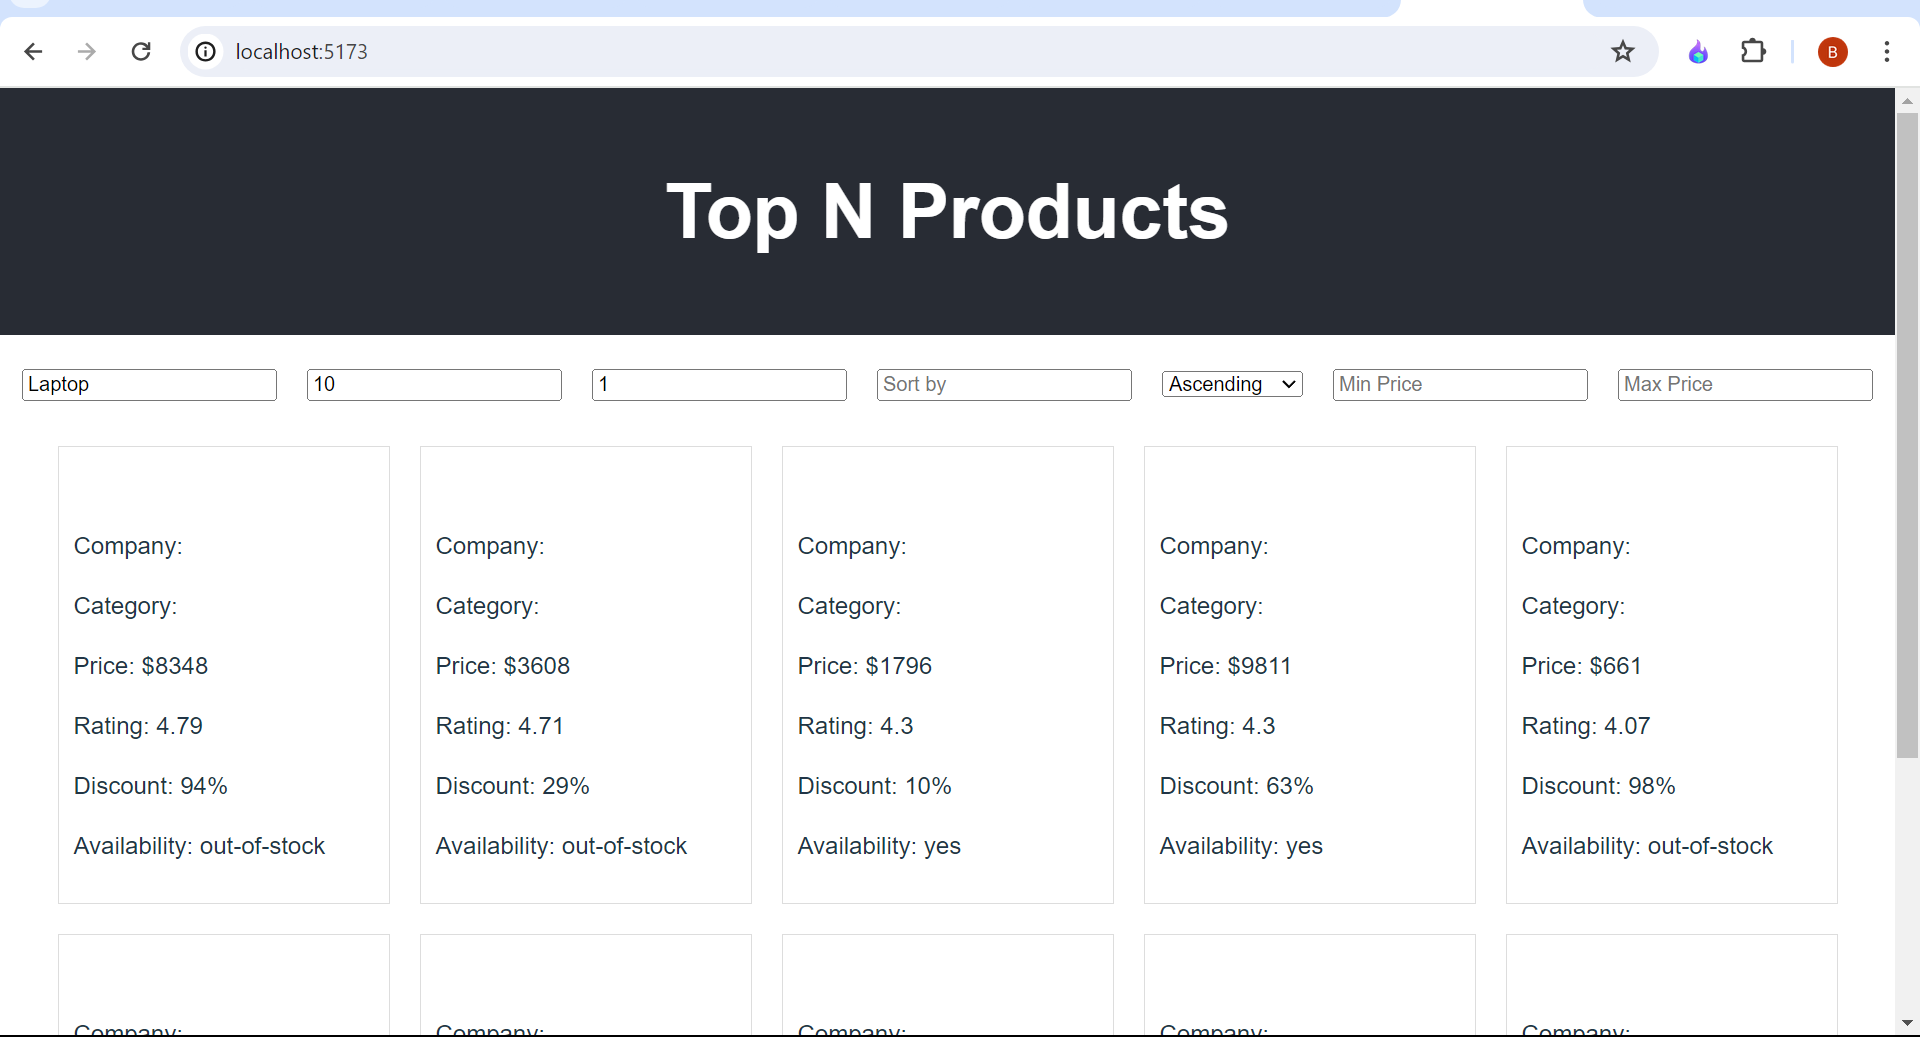 localhost:5173
B
Top N Products
Laptop 10 1 Sort by Ascending Min Price Max Price
Company: Company: Company: Company: Company:
Category: Category: Category: Category: Category:
Price: $8348 Price: $3608 Price: $1796 Price: $9811 Price: $661
Rating: 4.79 Rating: 4.71 Rating: 4.3 Rating: 4.3 Rating: 4.07
Discount: 94% Discount: 29% Discount: 10% Discount: 63% Discount: 98%
Availability: out-of-stock Availability: out-of-stock Availability: yes Availability: yes Availability: out-of-stock
Company: Company: Company: Company: Company: